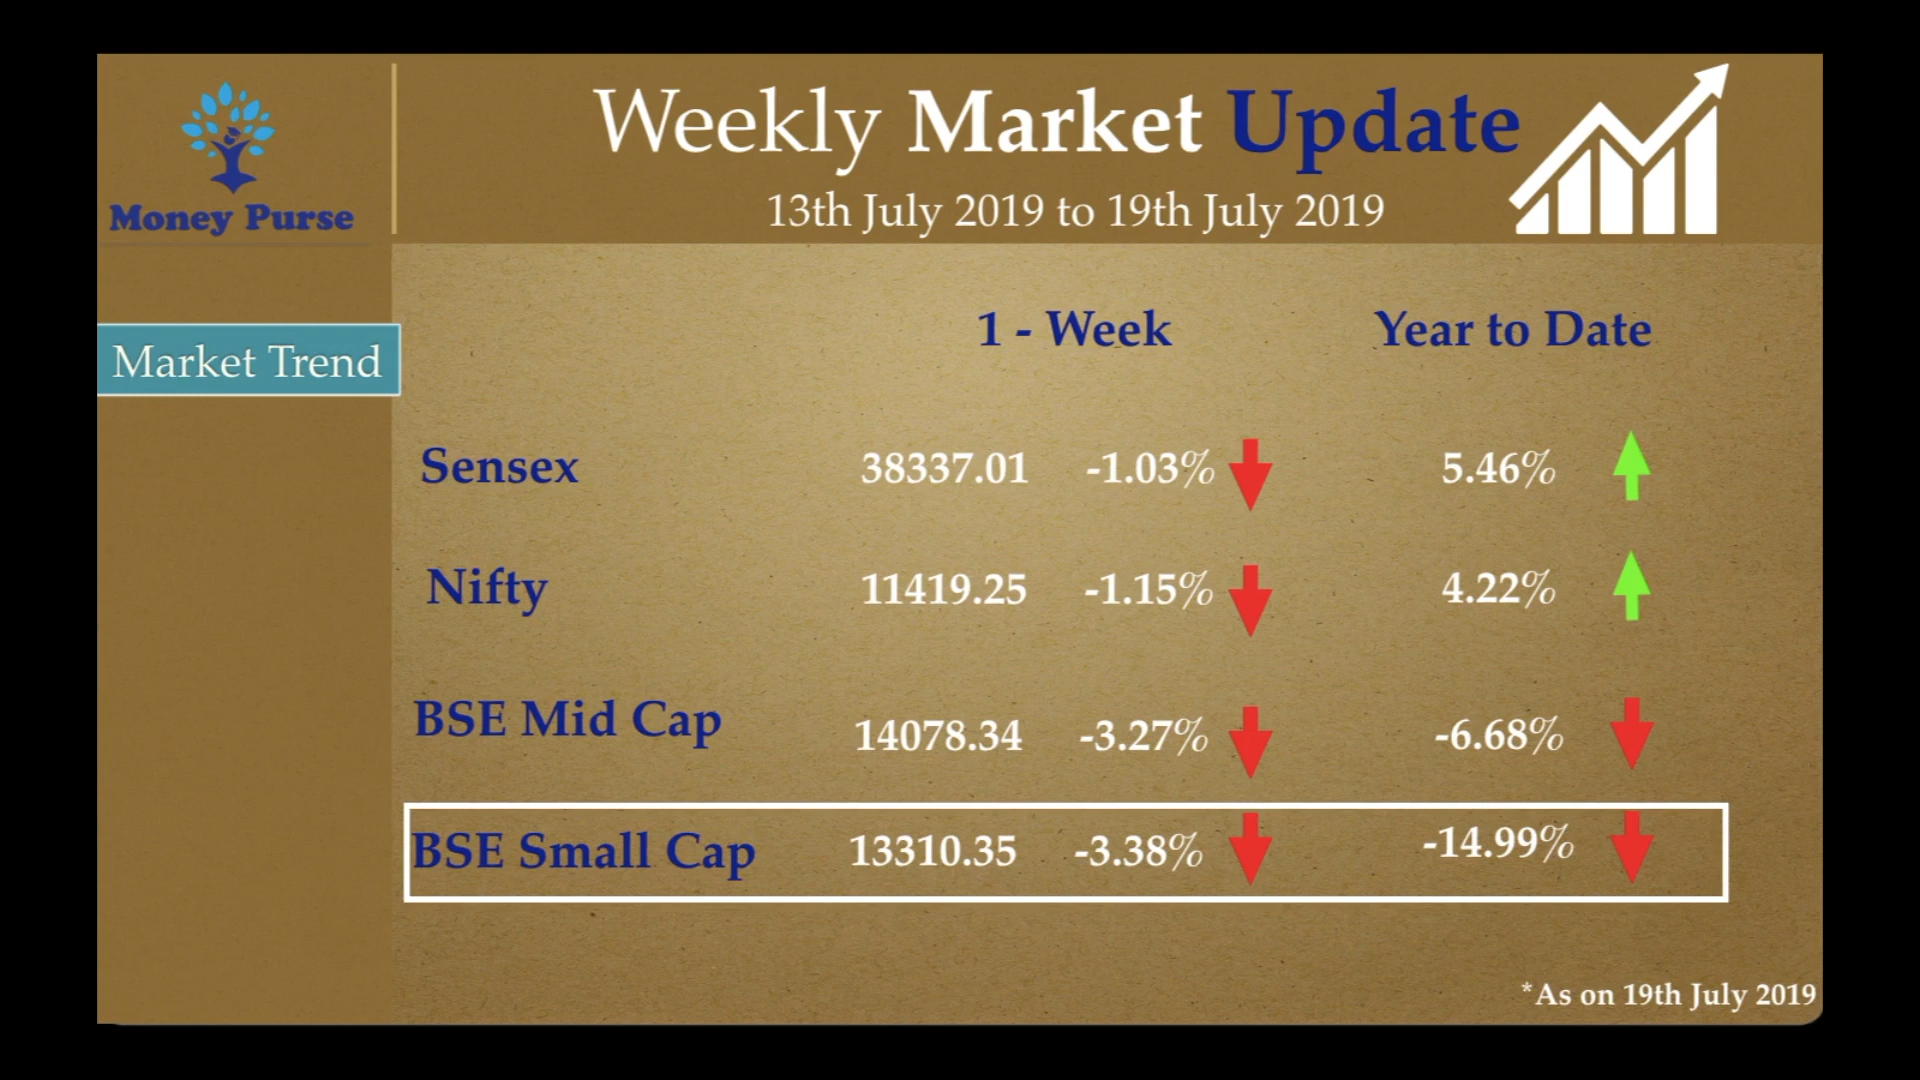 Money Purse
Weekly Market Update
13th July 2019 to 19th July 2019
Market Trend
1 - Week Year to Date
Sensex 38337.01 -1.03% 5.46%
Nifty 11419.25 -1.15% 4.22%
BSE Mid Cap 14078.34 -3.27% -6.68%
BSE Small Cap 13310.35 -3.38% -14.99%
*As on 19th July 2019